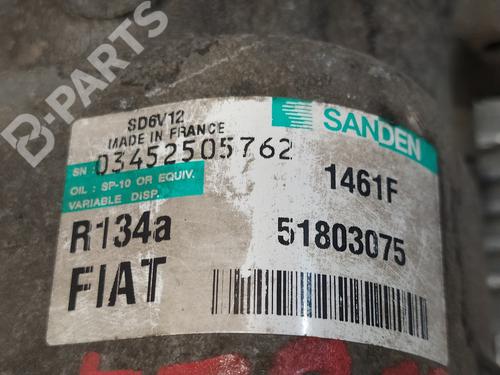 B-PARTS
SD6V12
MADE IN FRANCE
SANDEN
SN : 03452505762
OIL : SP-10 OR EQUIV.
VARIABLE DISP.
1461F
R134a
51803075
FIAT